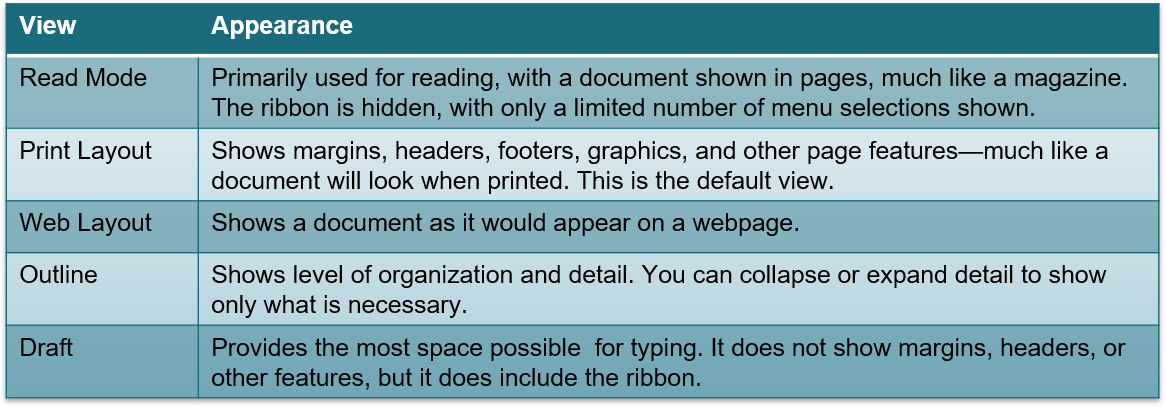 View Appearance
Read Mode Primarily used for reading, with a document shown in pages, much like a magazine.
The ribbon is hidden, with only a limited number of menu selections shown.
Print Layout Shows margins, headers, footers, graphics, and other page features—much like a
document will look when printed. This is the default view.
Web Layout Shows a document as it would appear on a webpage.
Outline Shows level of organization and detail. You can collapse or expand detail to show
only what is necessary.
Draft Provides the most space possible  for typing. It does not show margins, headers, or
other features, but it does include the ribbon.